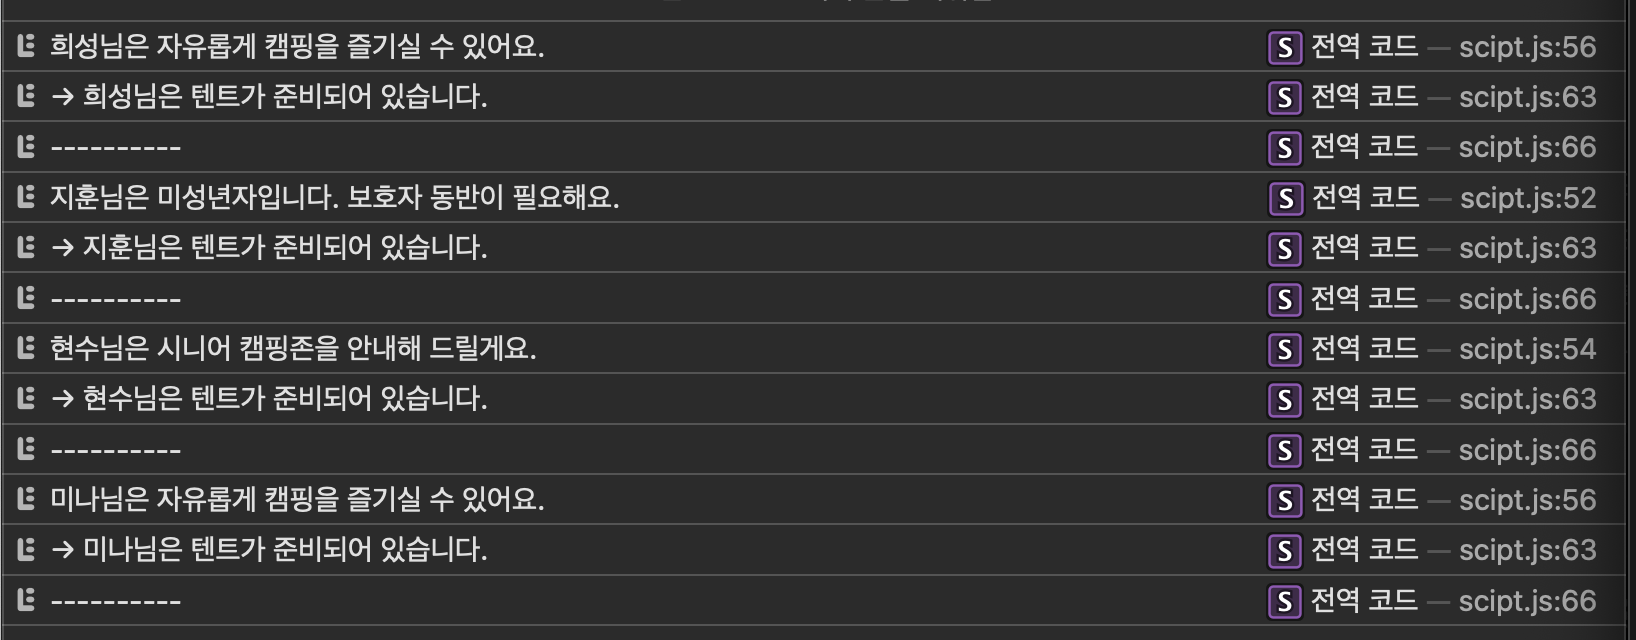 희성님은 자유롭게 캠핑을 즐기실 수 있어요. S 전역 코드 — scipt.js:56
→ 희성님은 텐트가 준비되어 있습니다. S 전역 코드 — scipt.js:63
---------- S 전역 코드 — scipt.js:66
지훈님은 미성년자입니다. 보호자 동반이 필요해요. S 전역 코드 — scipt.js:52
→ 지훈님은 텐트가 준비되어 있습니다. S 전역 코드 — scipt.js:63
---------- S 전역 코드 — scipt.js:66
현수님은 시니어 캠핑존을 안내해 드릴게요. S 전역 코드 — scipt.js:54
→ 현수님은 텐트가 준비되어 있습니다. S 전역 코드 — scipt.js:63
---------- S 전역 코드 — scipt.js:66
미나님은 자유롭게 캠핑을 즐기실 수 있어요. S 전역 코드 — scipt.js:56
→ 미나님은 텐트가 준비되어 있습니다. S 전역 코드 — scipt.js:63
---------- S 전역 코드 — scipt.js:66